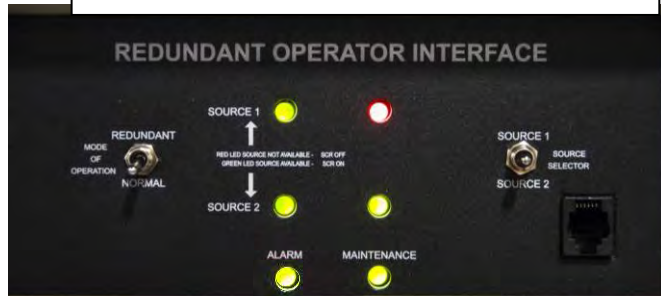 REDUNDANT OPERATOR INTERFACE
SOURCE 1
REDUNDANT
MODE
OF
OPERATION
NORMAL
RED LED SOURCE NOT AVAILABLE - SCR OFF
GREEN LED SOURCE AVAILABLE - SCR ON
SOURCE 2
SOURCE 1
SOURCE
SELECTOR
SOURCE 2
ALARM MAINTENANCE